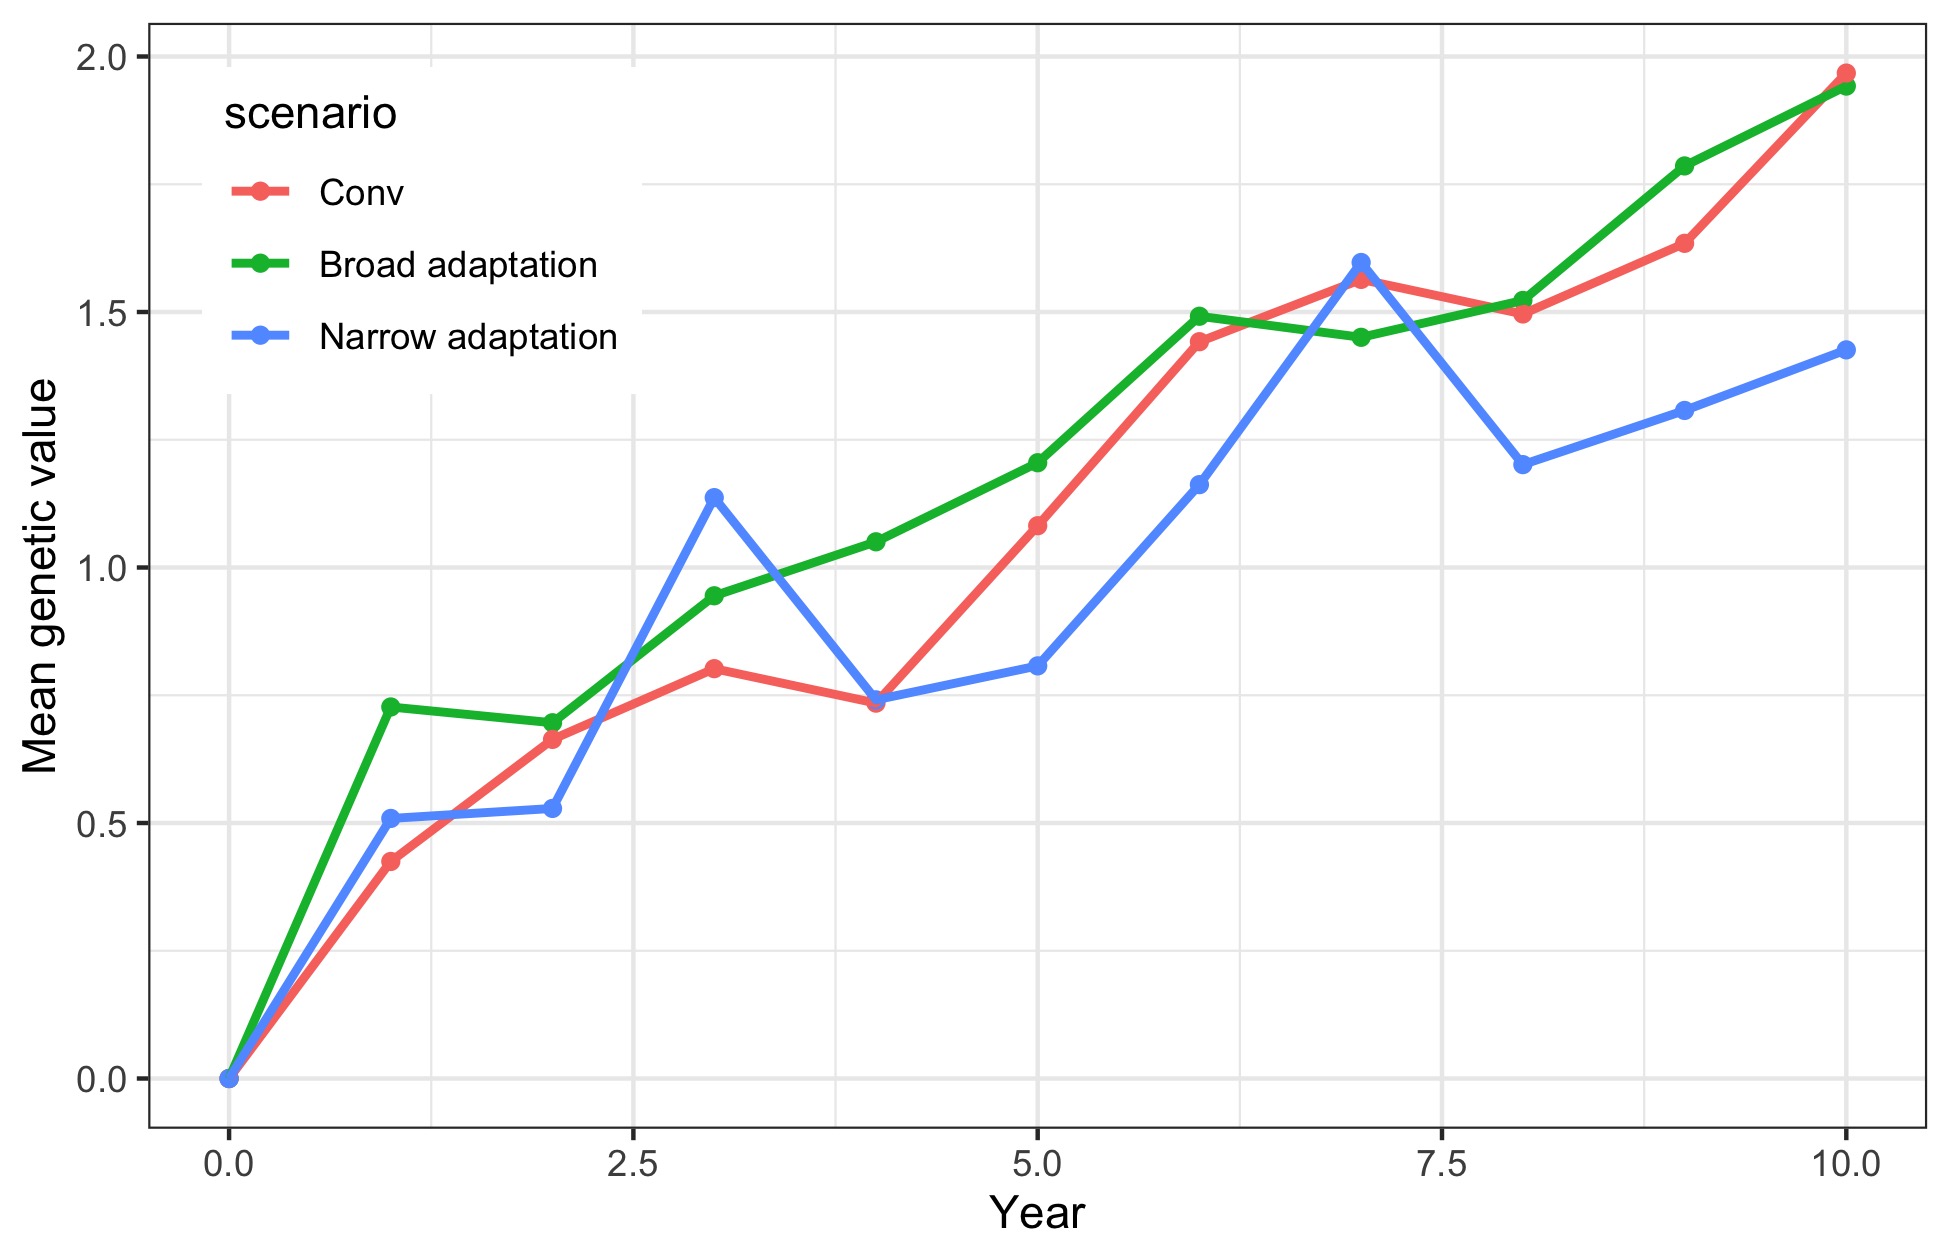 2.0
1.5
1.0
0.5
0.0
Mean genetic value
scenario
Conv
Broad adaptation
Narrow adaptation
0.0 2.5 5.0 7.5 10.0
Year